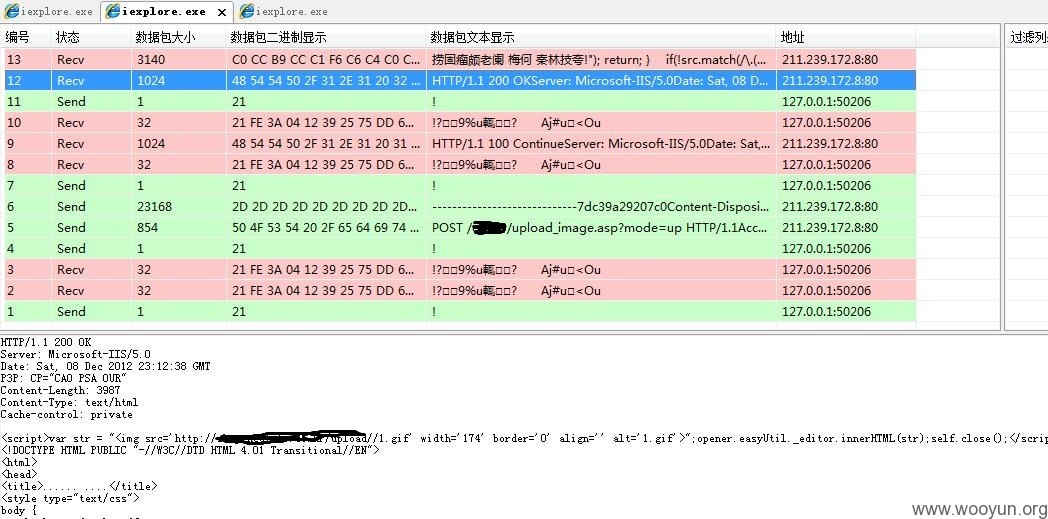 iexplore.exe iexplore.exe × iexplore.exe
编号 状态 数据包大小 数据包二进制显示 数据包文本显示 地址 过滤列
13 Recv 3140 C0 CC B9 CC C1 F6 C6 C4 C0 C... 捞固瘤颇老阑 梅何 秦林技夸!"); return; } if(!src.match(/\.(... 211.239.172.8:80
12 Recv 1024 48 54 54 50 2F 31 2E 31 20 32 ... HTTP/1.1 200 OKServer: Microsoft-IIS/5.0Date: Sat, 08 D... 211.239.172.8:80
11 Send 1 21 ! 127.0.0.1:50206
10 Recv 32 21 FE 3A 04 12 39 25 75 DD 6... !?□□9%u輒□□? Aj#u□<Ou 127.0.0.1:50206
9 Recv 1024 48 54 54 50 2F 31 2E 31 20 31 ... HTTP/1.1 100 ContinueServer: Microsoft-IIS/5.0Date: Sat,... 211.239.172.8:80
8 Recv 32 21 FE 3A 04 12 39 25 75 DD 6... !?□□9%u輒□□? Aj#u□<Ou 127.0.0.1:50206
7 Send 1 21 ! 127.0.0.1:50206
6 Send 23168 2D 2D 2D 2D 2D 2D 2D 2D 2D... -----------------------------7dc39a29207c0Content-Disposi... 211.239.172.8:80
5 Send 854 50 4F 53 54 20 2F 65 64 69 74 ... POST / /upload_image.asp?mode=up HTTP/1.1Acc... 211.239.172.8:80
4 Send 1 21 ! 127.0.0.1:50206
3 Recv 32 21 FE 3A 04 12 39 25 75 DD 6... !?□□9%u輒□□? Aj#u□<Ou 127.0.0.1:50206
2 Recv 32 21 FE 3A 04 12 39 25 75 DD 6... !?□□9%u輒□□? Aj#u□<Ou 127.0.0.1:50206
1 Send 1 21 ! 127.0.0.1:50206
HTTP/1.1 200 OK
Server: Microsoft-IIS/5.0
Date: Sat, 08 Dec 2012 23:12:38 GMT
P3P: CP="CAO PSA OUR"
Content-Length: 3987
Content-Type: text/html
Cache-control: private
<script>var str = "<img src='http:// /upload//1.gif' width='174' border='0' align='' alt='1.gif'>";opener.easyUtil._editor.innerHTML(str);self.close();</scrip
<!DOCTYPE HTML PUBLIC "-//W3C//DTD HTML 4.01 Transitional//EN">
<html>
<head>
<title>...... ....</title>
<style type="text/css">
body {
www.wooyun.org